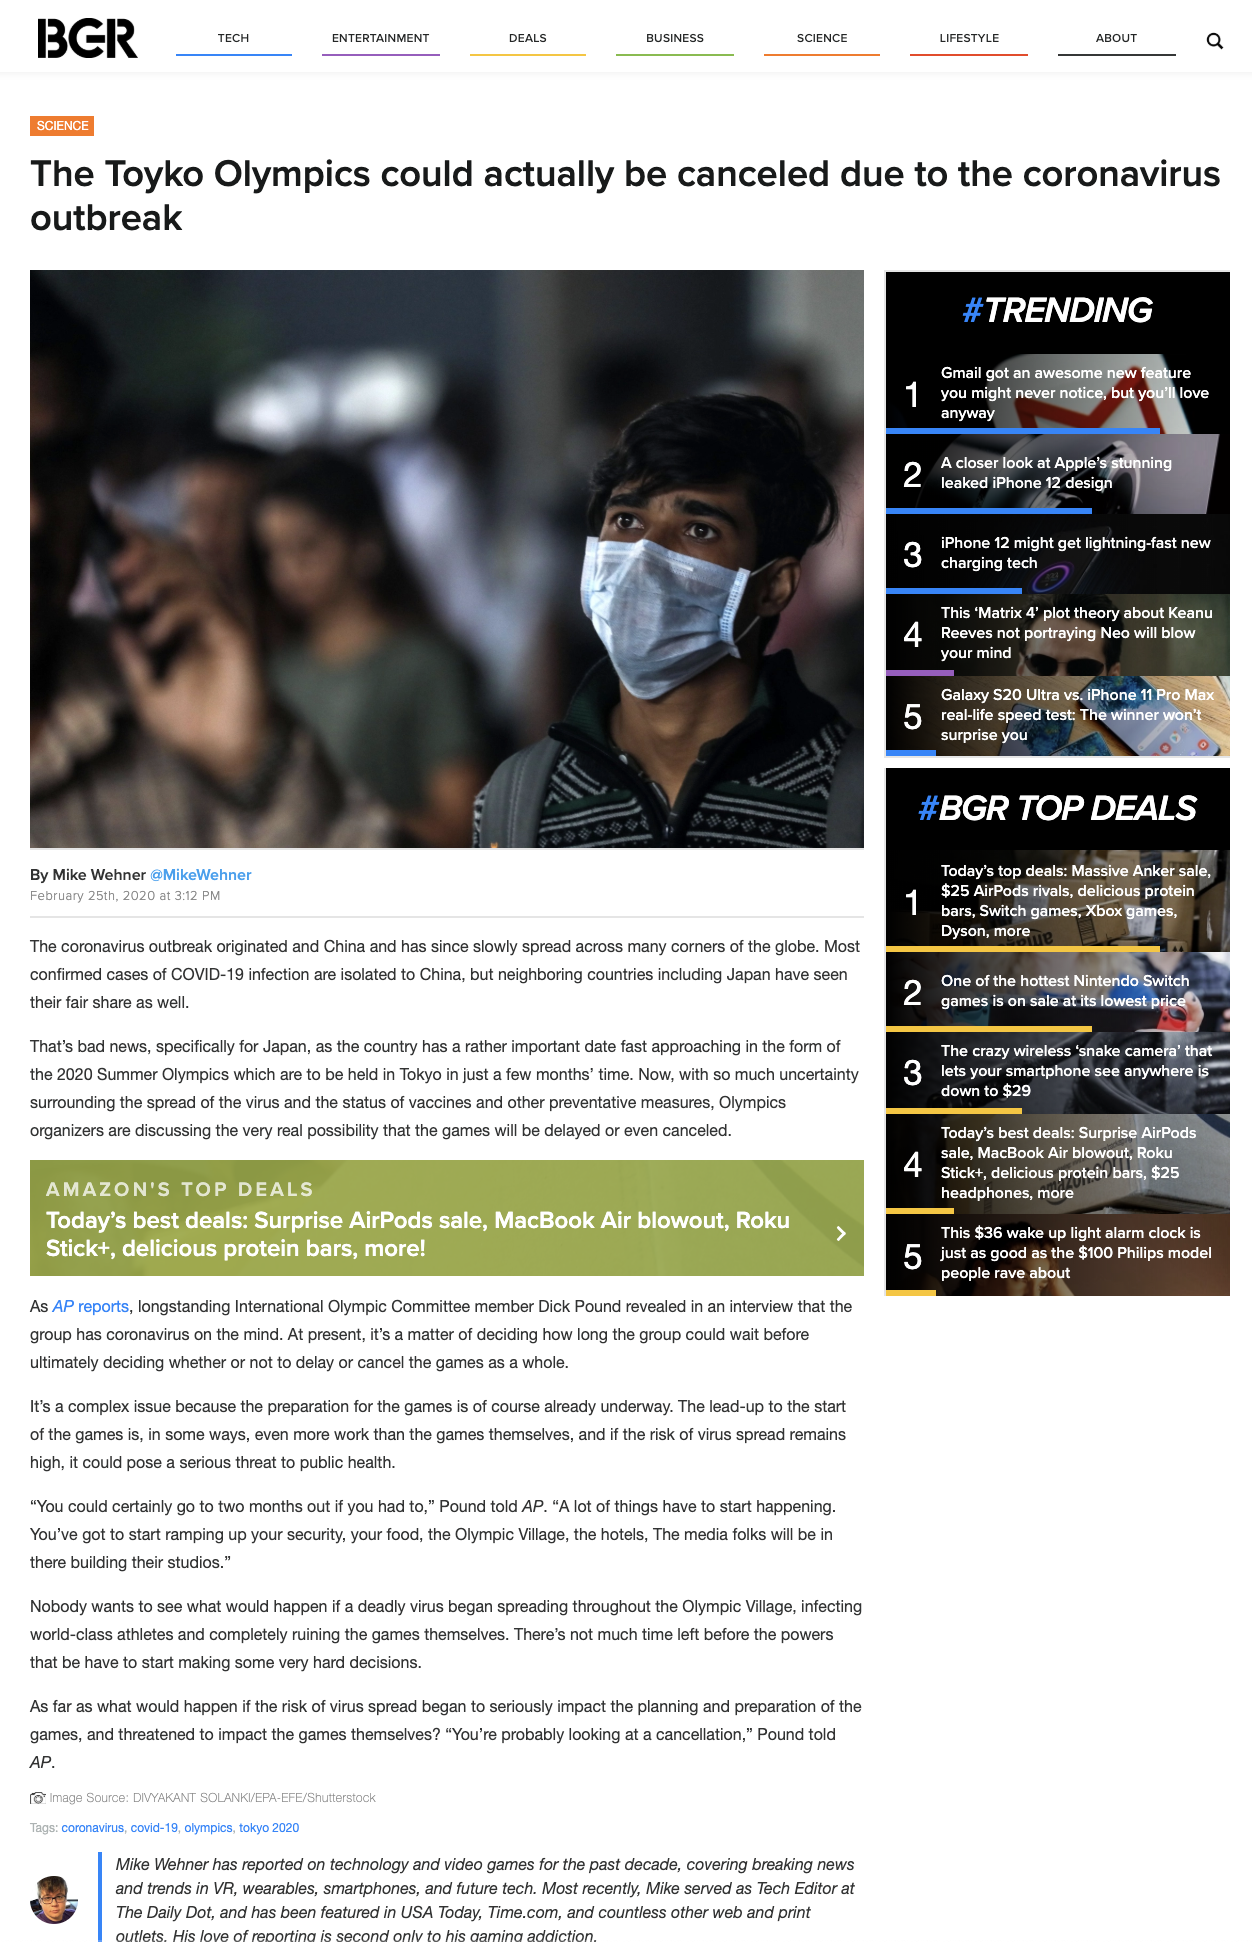 BGR
TECH
ENTERTAINMENT
DEALS
BUSINESS
SCIENCE
LIFESTYLE
ABOUT
SCIENCE
The Toyko Olympics could actually be canceled due to the coronavirus
outbreak
By Mike Wehner @MikeWehner
February 25th, 2020 at 3:12 PM
The coronavirus outbreak originated and China and has since slowly spread across many corners of the globe. Most
confirmed cases of COVID-19 infection are isolated to China, but neighboring countries including Japan have seen
their fair share as well.
That’s bad news, specifically for Japan, as the country has a rather important date fast approaching in the form of
the 2020 Summer Olympics which are to be held in Tokyo in just a few months’ time. Now, with so much uncertainty
surrounding the spread of the virus and the status of vaccines and other preventative measures, Olympics
organizers are discussing the very real possibility that the games will be delayed or even canceled.
AMAZON'S TOP DEALS
Today’s best deals: Surprise AirPods sale, MacBook Air blowout, Roku
Stick+, delicious protein bars, more!
As AP reports, longstanding International Olympic Committee member Dick Pound revealed in an interview that the
group has coronavirus on the mind. At present, it’s a matter of deciding how long the group could wait before
ultimately deciding whether or not to delay or cancel the games as a whole.
It’s a complex issue because the preparation for the games is of course already underway. The lead-up to the start
of the games is, in some ways, even more work than the games themselves, and if the risk of virus spread remains
high, it could pose a serious threat to public health.
“You could certainly go to two months out if you had to,” Pound told AP. “A lot of things have to start happening.
You’ve got to start ramping up your security, your food, the Olympic Village, the hotels, The media folks will be in
there building their studios.”
Nobody wants to see what would happen if a deadly virus began spreading throughout the Olympic Village, infecting
world-class athletes and completely ruining the games themselves. There’s not much time left before the powers
that be have to start making some very hard decisions.
As far as what would happen if the risk of virus spread began to seriously impact the planning and preparation of the
games, and threatened to impact the games themselves? “You’re probably looking at a cancellation,” Pound told
AP.
Image Source: DIVYAKANT SOLANKI/EPA-EFE/Shutterstock
Tags: coronavirus, covid-19, olympics, tokyo 2020
Mike Wehner has reported on technology and video games for the past decade, covering breaking news
and trends in VR, wearables, smartphones, and future tech. Most recently, Mike served as Tech Editor at
The Daily Dot, and has been featured in USA Today, Time.com, and countless other web and print
outlets. His love of reporting is second only to his gaming addiction.
#TRENDING
1
Gmail got an awesome new feature
you might never notice, but you’ll love
anyway
2
A closer look at Apple’s stunning
leaked iPhone 12 design
3
iPhone 12 might get lightning-fast new
charging tech
4
This ‘Matrix 4’ plot theory about Keanu
Reeves not portraying Neo will blow
your mind
5
Galaxy S20 Ultra vs. iPhone 11 Pro Max
real-life speed test: The winner won’t
surprise you
#BGR TOP DEALS
1
Today’s top deals: Massive Anker sale,
$25 AirPods rivals, delicious protein
bars, Switch games, Xbox games,
Dyson, more
2
One of the hottest Nintendo Switch
games is on sale at its lowest price
3
The crazy wireless ‘snake camera’ that
lets your smartphone see anywhere is
down to $29
4
Today’s best deals: Surprise AirPods
sale, MacBook Air blowout, Roku
Stick+, delicious protein bars, $25
headphones, more
5
This $36 wake up light alarm clock is
just as good as the $100 Philips model
people rave about